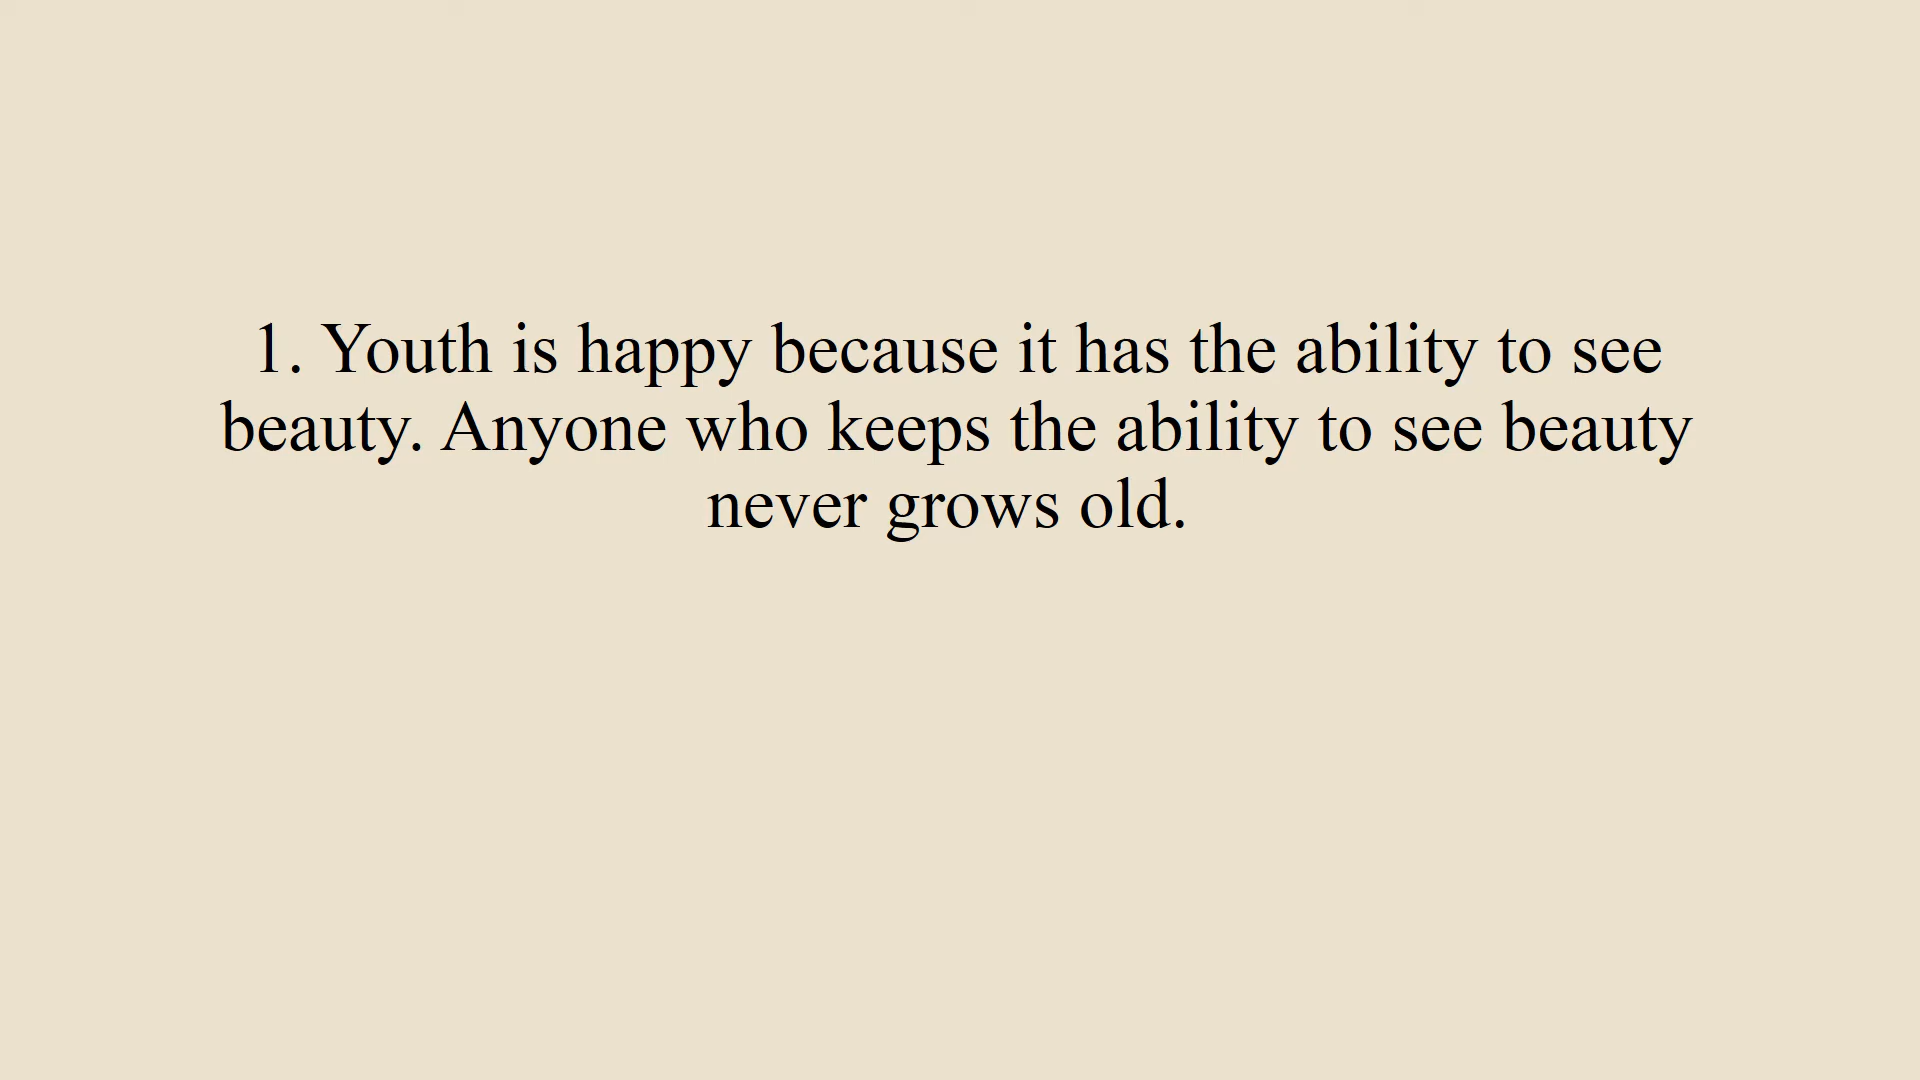 1. Youth is happy because it has the ability to see
beauty. Anyone who keeps the ability to see beauty
never grows old.